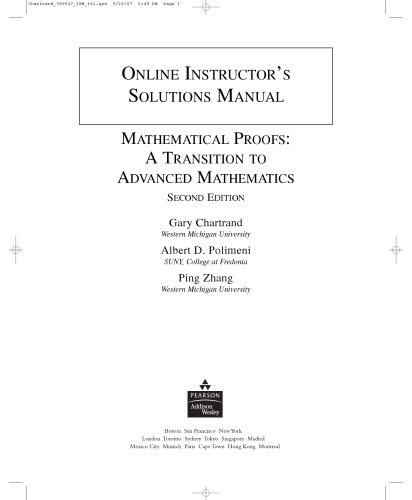 Chartrand_390547_ISM_ttl.qxd 9/26/07 2:49 PM Page 1
ONLINE INSTRUCTOR'S
SOLUTIONS MANUAL
MATHEMATICAL PROOFS:
A TRANSITION TO
ADVANCED MATHEMATICS
SECOND EDITION
Gary Chartrand
Western Michigan University
Albert D. Polimeni
SUNY, College at Fredonia
Ping Zhang
Western Michigan University
PEARSON
Addison
Wesley
Boston San Francisco New York
London Toronto Sydney Tokyo Singapore Madrid
Mexico City Munich Paris Cape Town Hong Kong Montreal